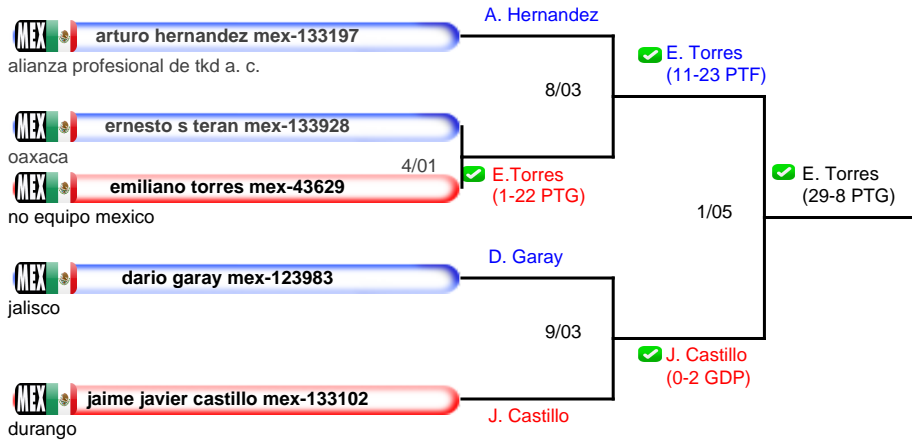 A. Hernandez
MEX arturo hernandez mex-133197
alianza profesional de tkd a. c.
E. Torres
(11-23 PTF)
8/03
MEX ernesto s teran mex-133928
oaxaca
4/01
E.Torres
(1-22 PTG)
MEX emiliano torres mex-43629
no equipo mexico
E. Torres
(29-8 PTG)
1/05
D. Garay
MEX dario garay mex-123983
jalisco
9/03
J. Castillo
(0-2 GDP)
MEX jaime javier castillo mex-133102
durango
J. Castillo